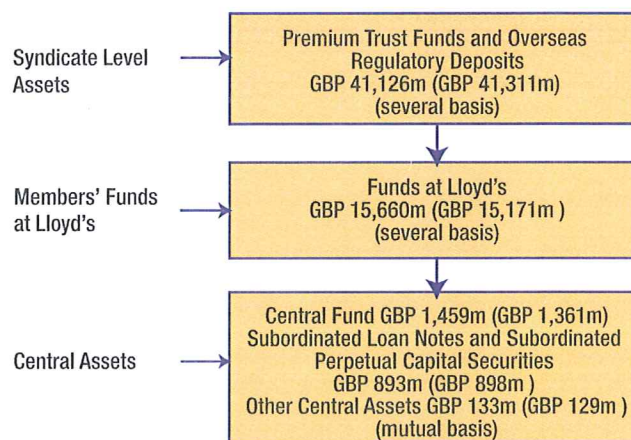 Syndicate Level
Assets
Premium Trust Funds and Overseas
Regulatory Deposits
GBP 41,126m (GBP 41,311m)
(several basis)
Members' Funds
at Lloyd's
Funds at Lloyd's
GBP 15,660m (GBP 15,171m )
(several basis)
Central Assets
Central Fund GBP 1,459m (GBP 1,361m)
Subordinated Loan Notes and Subordinated
Perpetual Capital Securities
GBP 893m (GBP 898m )
Other Central Assets GBP 133m (GBP 129m )
(mutual basis)